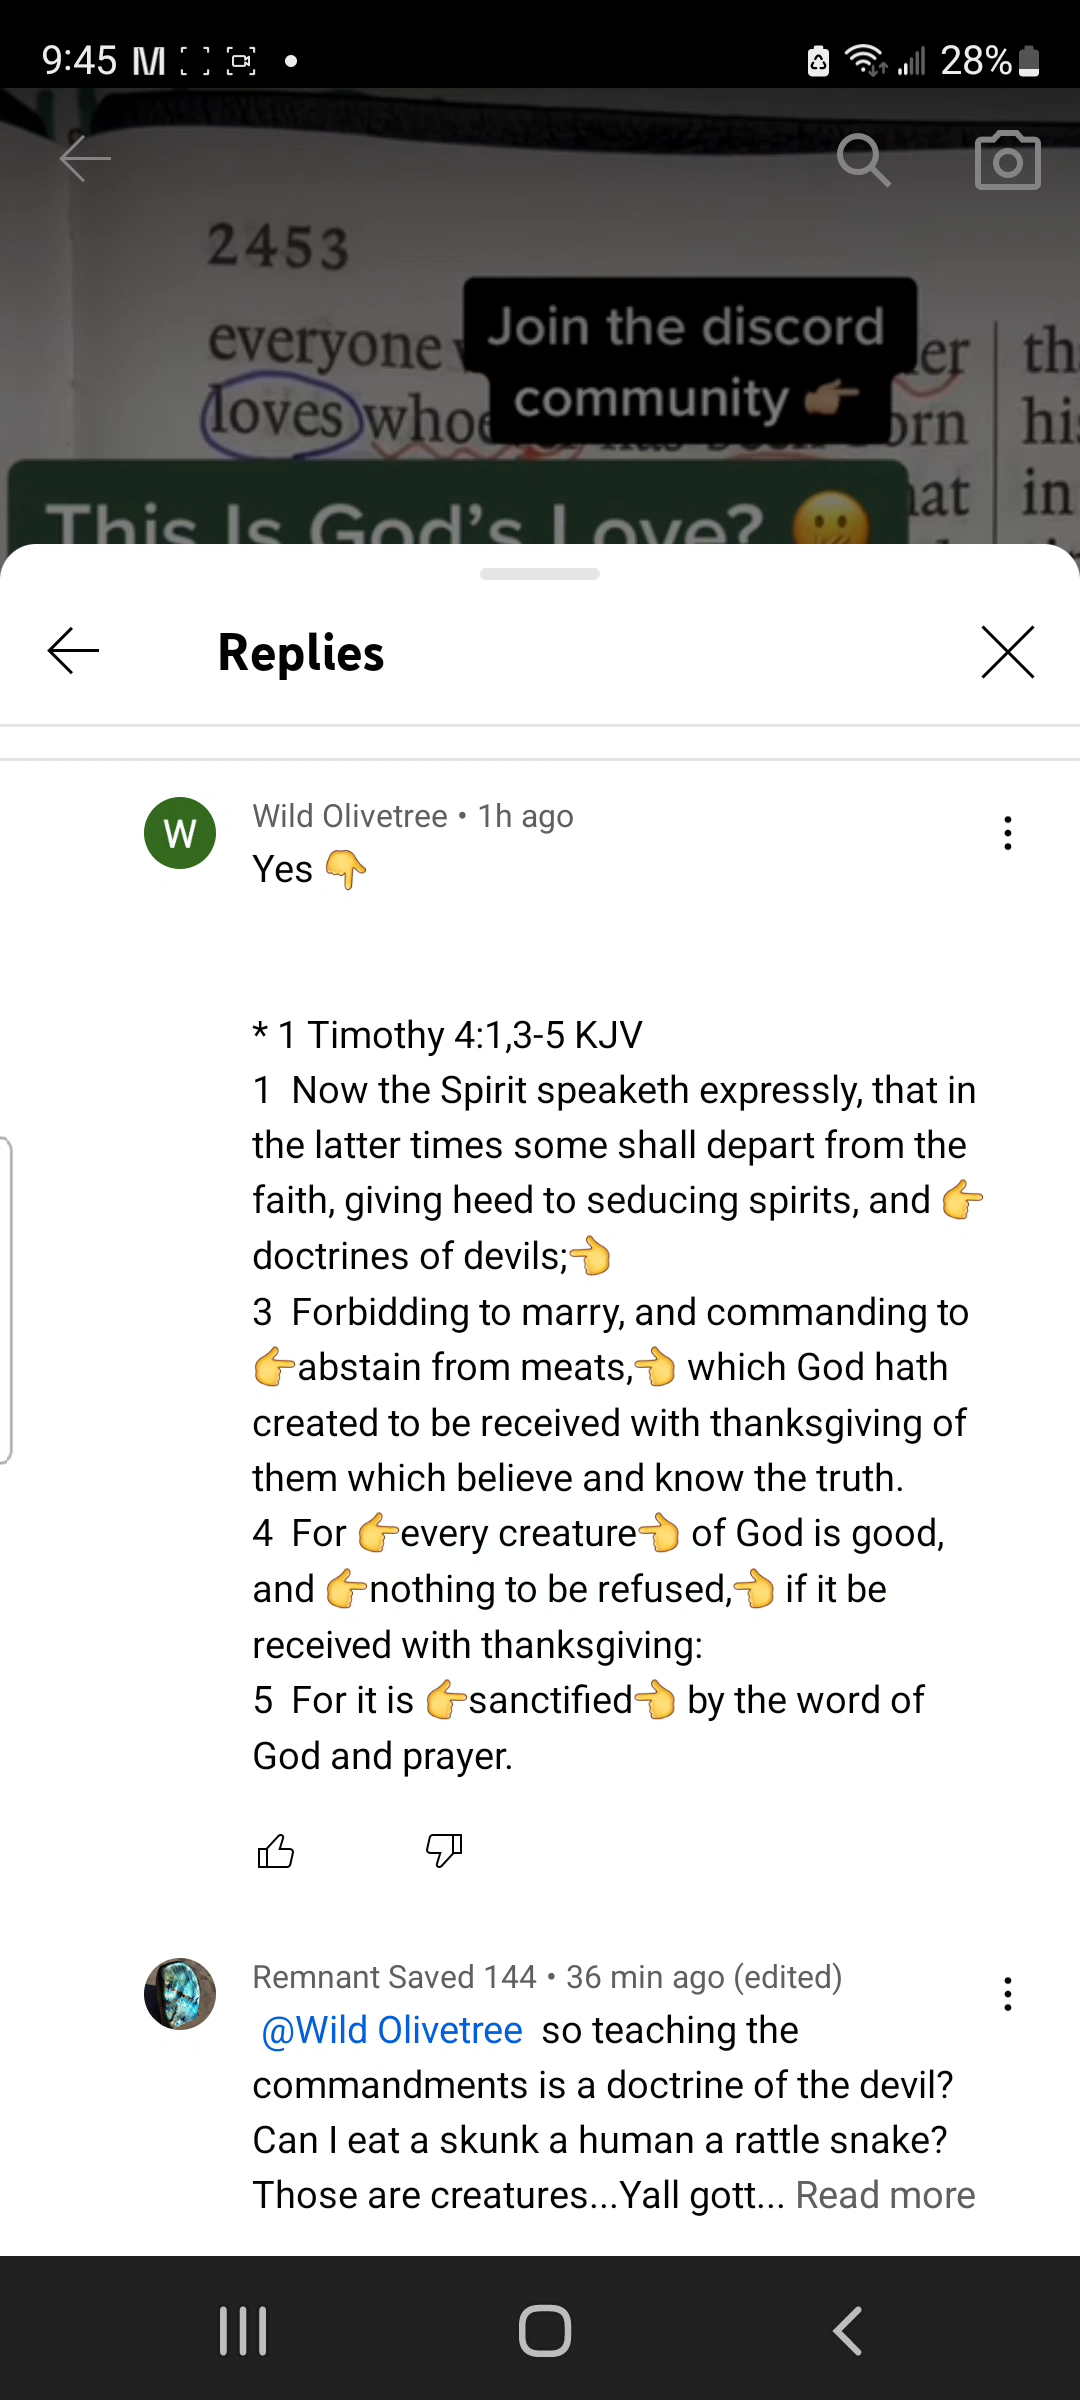 9:45 M 28%
2453
everyone
Join the discord
community 👉
er
th
loves whoe
orn
his
hat
in
This Is God's Love? 🫢
Replies
Wild Olivetree • 1h ago
W
Yes 👇
* 1 Timothy 4:1,3-5 KJV
1 Now the Spirit speaketh expressly, that in
the latter times some shall depart from the
faith, giving heed to seducing spirits, and 👉
doctrines of devils;👈
3 Forbidding to marry, and commanding to
👉abstain from meats,👈 which God hath
created to be received with thanksgiving of
them which believe and know the truth.
4 For 👉every creature👈 of God is good,
and 👉nothing to be refused,👈 if it be
received with thanksgiving:
5 For it is 👉sanctified👈 by the word of
God and prayer.
Remnant Saved 144 • 36 min ago (edited)
@Wild Olivetree so teaching the
commandments is a doctrine of the devil?
Can I eat a skunk a human a rattle snake?
Those are creatures...Yall gott... Read more